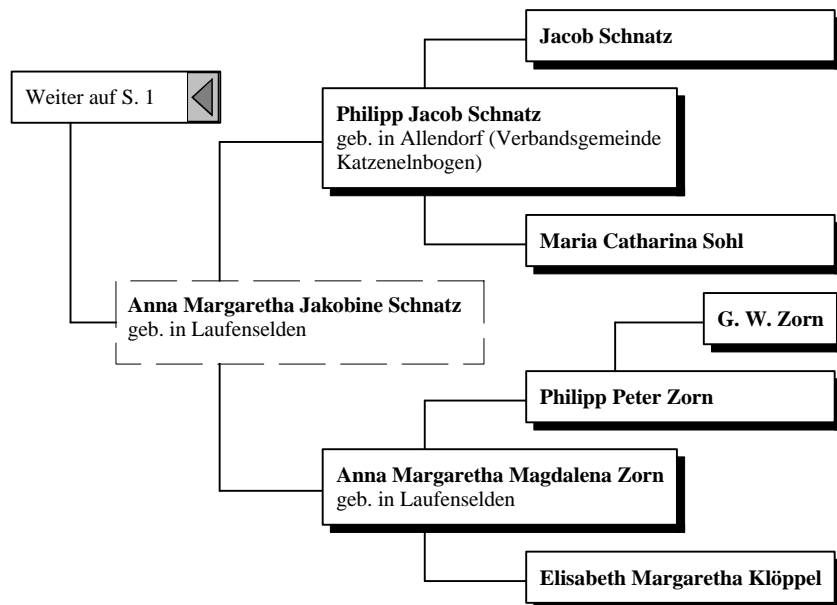 Jacob Schnatz
Weiter auf S. 1
Philipp Jacob Schnatz
geb. in Allendorf (Verbandsgemeinde
Katzenelnbogen)
Maria Catharina Sohl
Anna Margaretha Jakobine Schnatz
geb. in Laufenselden
G. W. Zorn
Philipp Peter Zorn
Anna Margaretha Magdalena Zorn
geb. in Laufenselden
Elisabeth Margaretha Klöppel